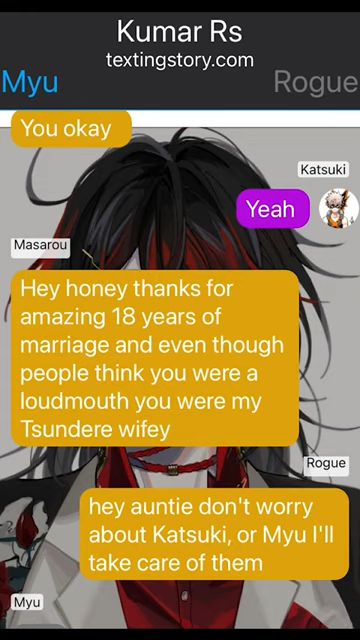 Kumar Rs
textingstory.com
Myu Rogue
You okay
Katsuki
Yeah
Masarou
Hey honey thanks for
amazing 18 years of
marriage and even though
people think you were a
loudmouth you were my
Tsundere wifey
Rogue
hey auntie don't worry
about Katsuki, or Myu I'll
take care of them
Myu